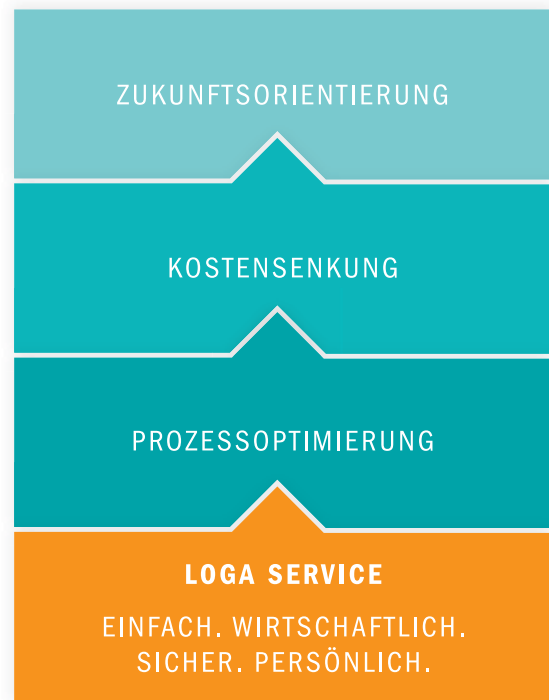 ZUKUNFTSORIENTIERUNG
KOSTENSENKUNG
PROZESSOPTIMIERUNG
LOGA SERVICE
EINFACH. WIRTSCHAFTLICH.
SICHER. PERSÖNLICH.